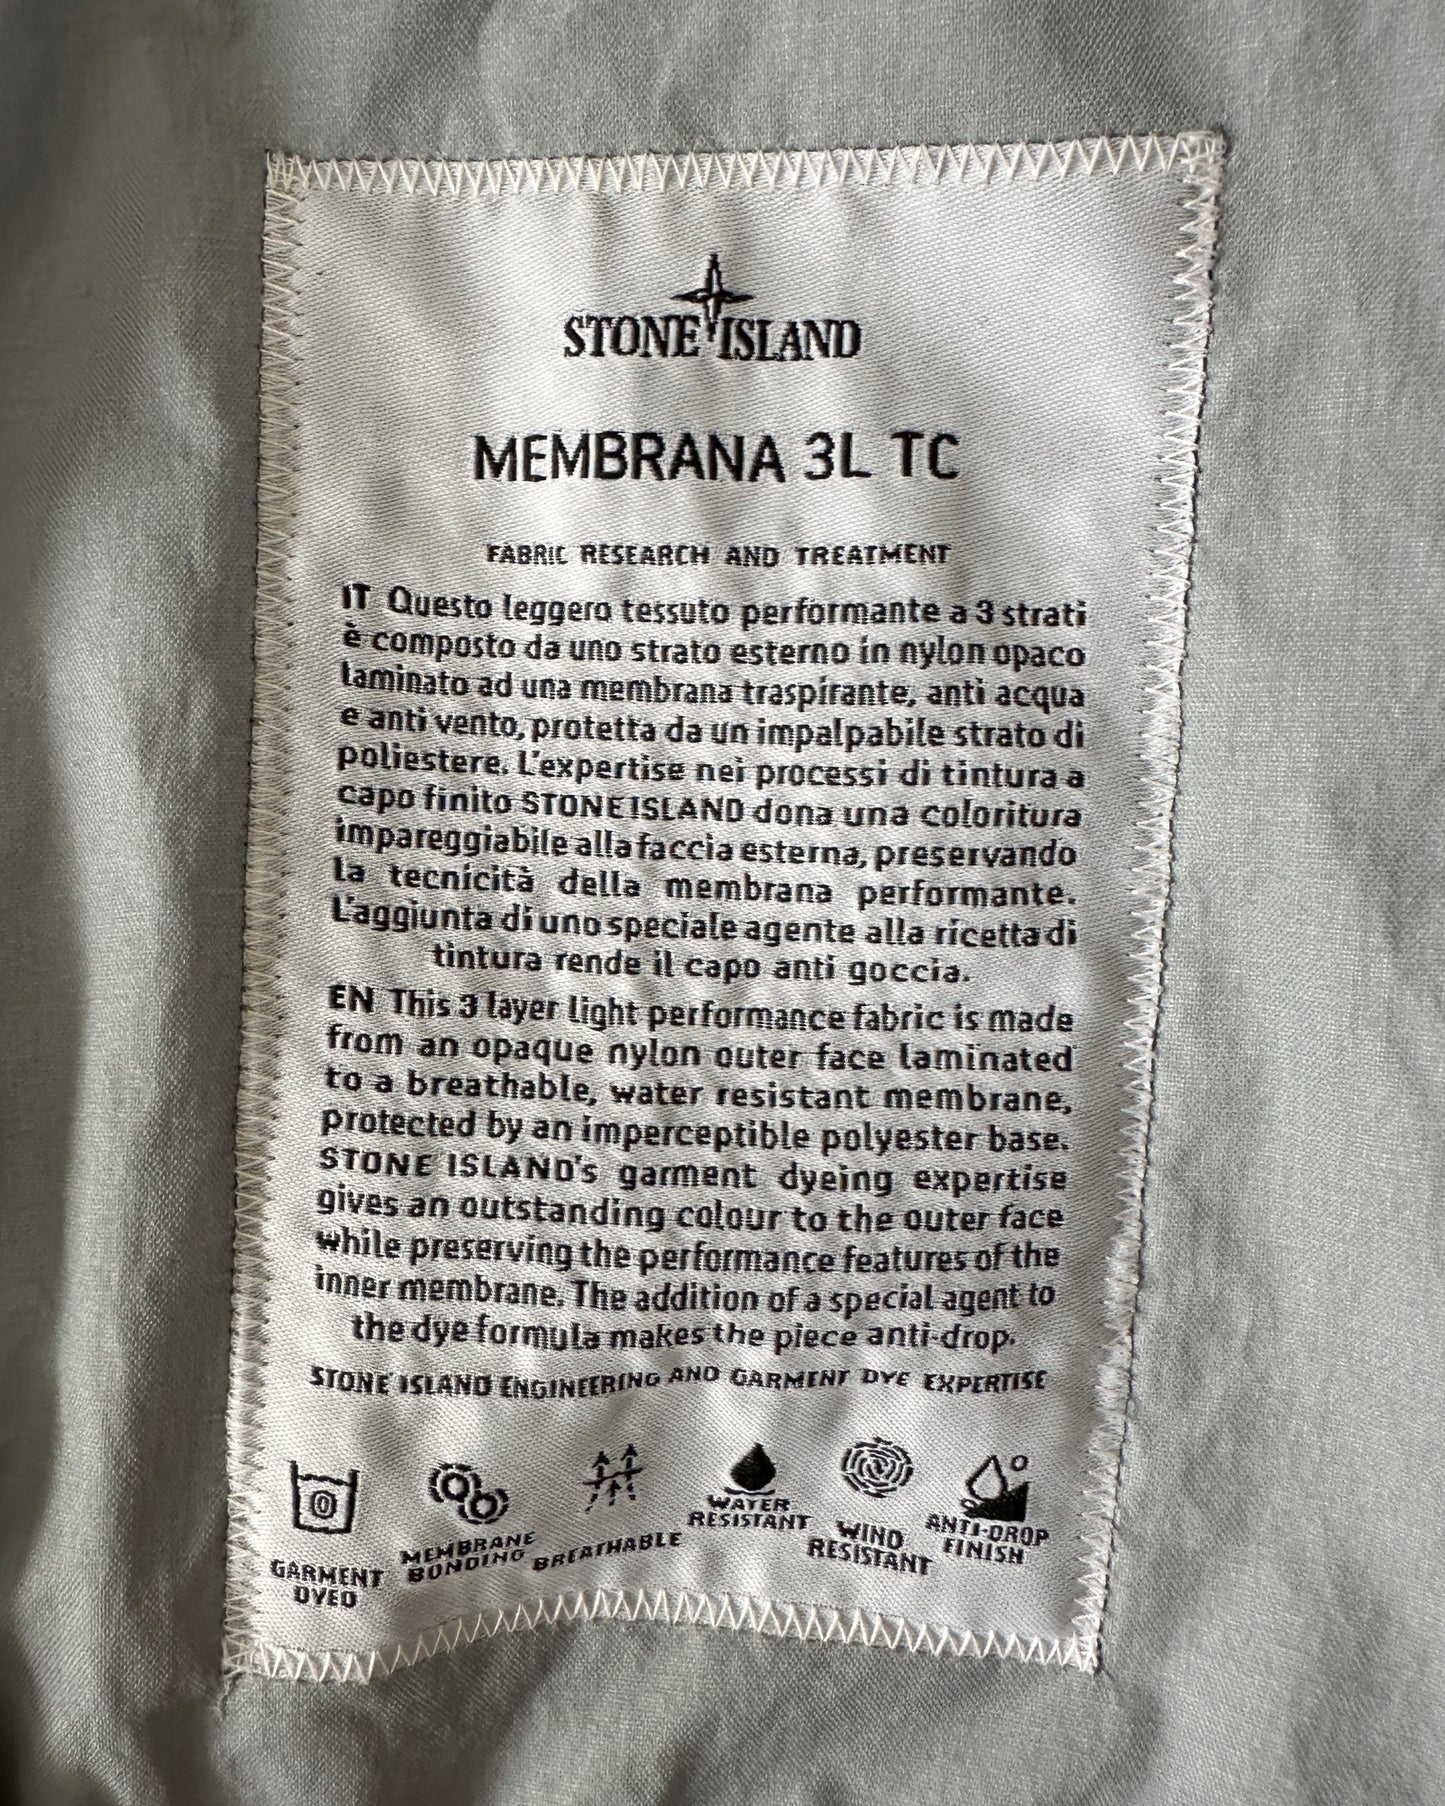 STONE ISLAND
MEMBRANA 3L TC
FABRIC RESEARCH AND TREATMENT
IT Questo leggero tessuto performante a 3 strati
è composto da uno strato esterno in nylon opaco
laminato ad una membrana traspirante, anti acqua
e anti vento, protetta da un impalpabile strato di
poliestere. L'expertise nei processi di tintura a
capo finito STONE ISLAND dona una coloritura
impareggiabile alla faccia esterna, preservando
la tecnicità della membrana performante.
L'aggiunta di uno speciale agente alla ricetta di
tintura rende il capo anti goccia.
EN This 3 layer light performance fabric is made
from an opaque nylon outer face laminated
to a breathable, water resistant membrane,
protected by an imperceptible polyester base.
STONE ISLAND's garment dyeing expertise
gives an outstanding colour to the outer face
while preserving the performance features of the
inner membrane. The addition of a special agent to
the dye formula makes the piece anti-drop.
STONE ISLAND ENGINEERING AND GARMENT DYE EXPERTISE
GARMENT
DYED
MEMBRANE
BONDING
BREATHABLE
WATER
RESISTANT
WIND
RESISTANT
ANTI-DROP
FINISH